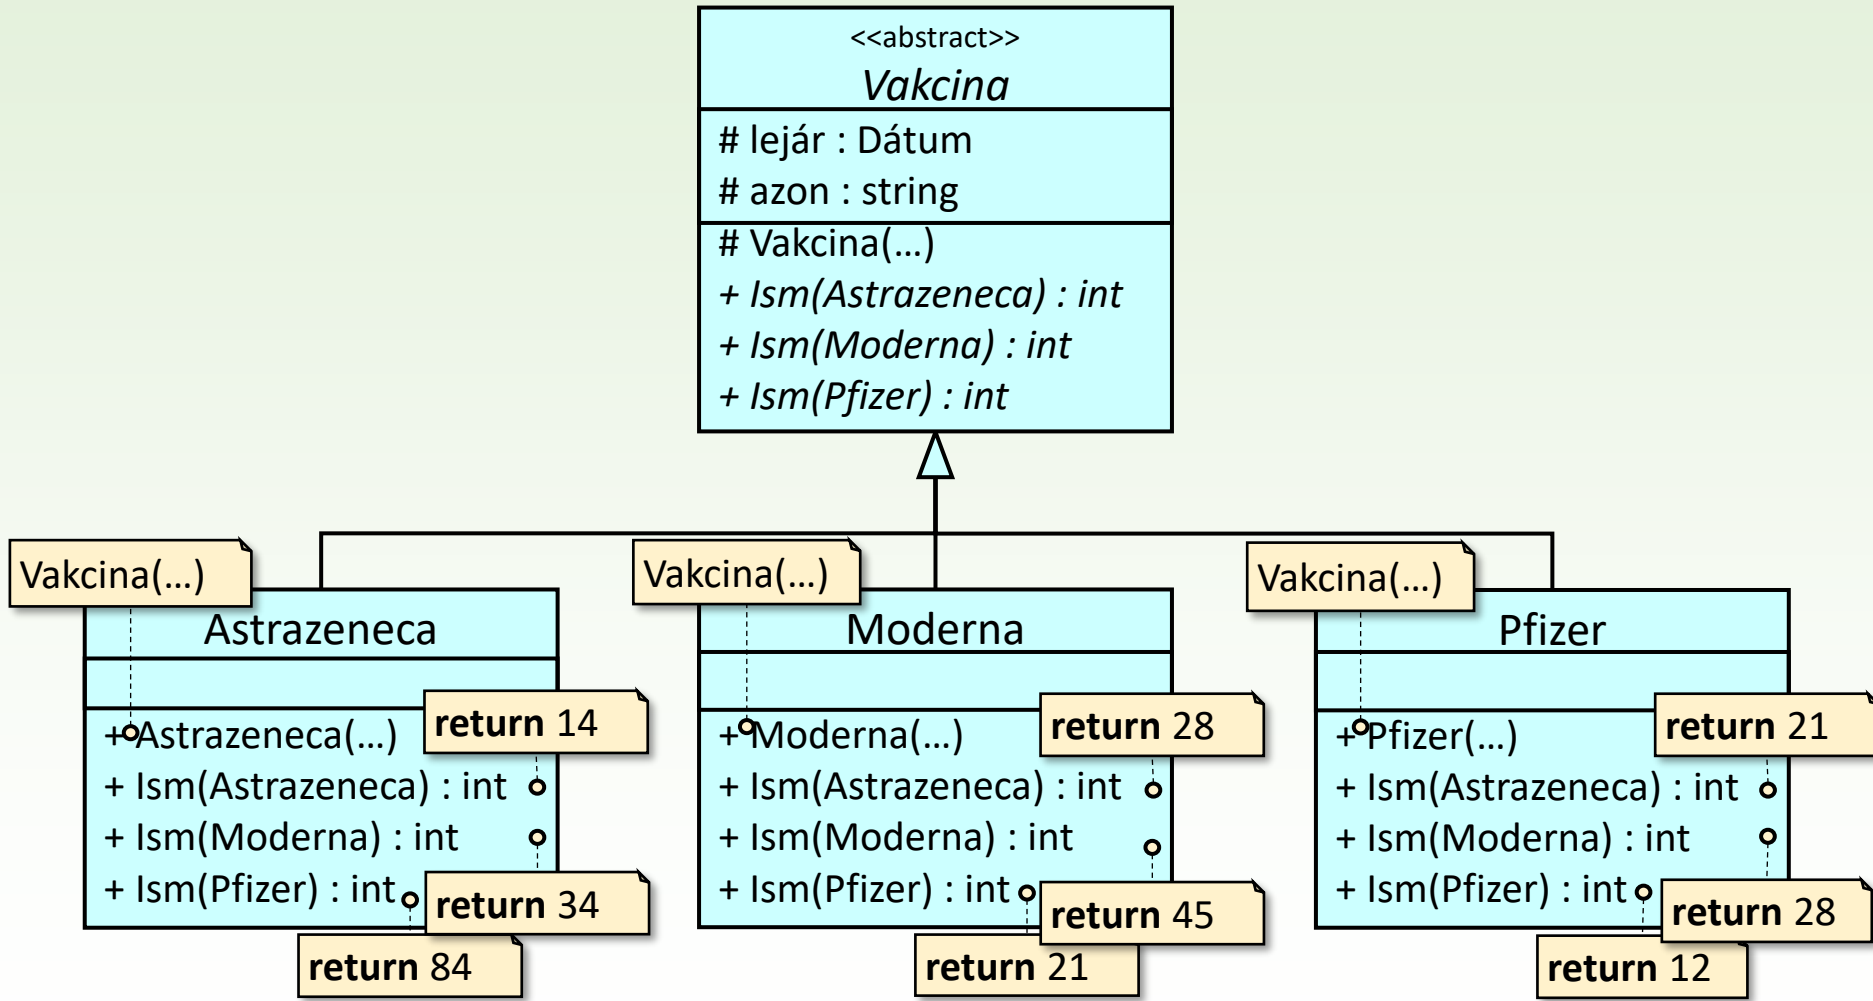 <<abstract>>
Vakcina
# lejár : Dátum
# azon : string
# Vakcina(…)
+ Ism(Astrazeneca) : int
+ Ism(Moderna) : int
+ Ism(Pfizer) : int
Vakcina(…)
Astrazeneca
return 14
+ Astrazeneca(…)
+ Ism(Astrazeneca) : int
+ Ism(Moderna) : int
+ Ism(Pfizer) : int
return 34
return 84
Vakcina(…)
Moderna
return 28
+ Moderna(…)
+ Ism(Astrazeneca) : int
+ Ism(Moderna) : int
+ Ism(Pfizer) : int
return 45
return 21
Vakcina(…)
Pfizer
return 21
+ Pfizer(…)
+ Ism(Astrazeneca) : int
+ Ism(Moderna) : int
+ Ism(Pfizer) : int
return 28
return 12